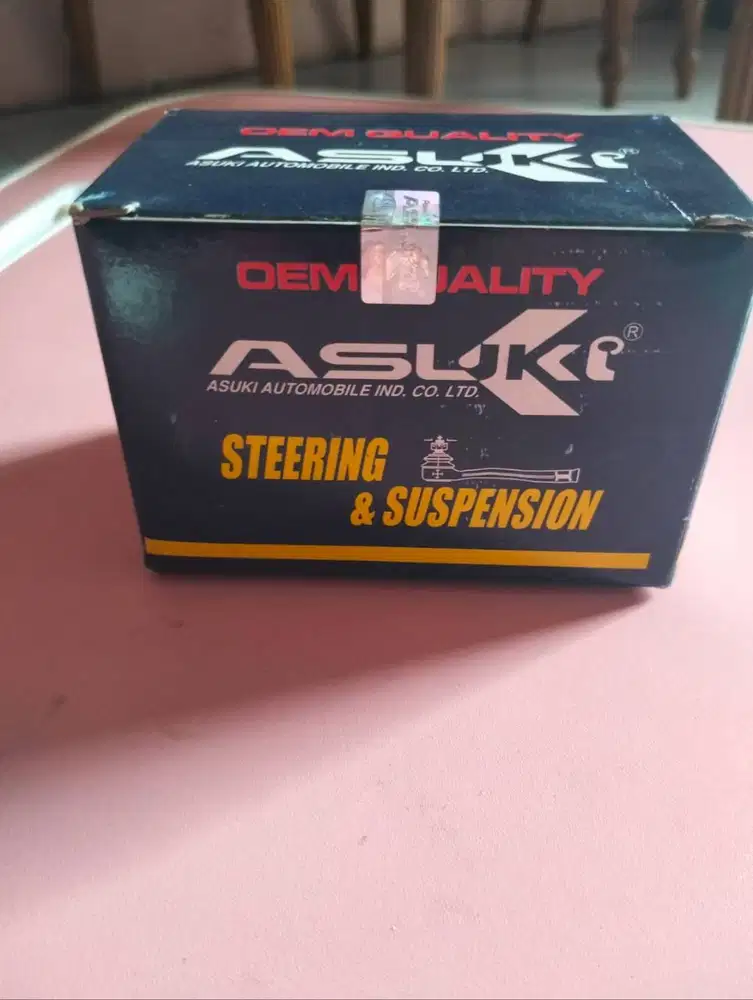 OEM QUALITY
ASUKI
ASUKI AUTOMOBILE IND. CO. LTD.
OEM QUALITY
ASUKI ®
ASUKI AUTOMOBILE IND. CO. LTD.
STEERING
& SUSPENSION